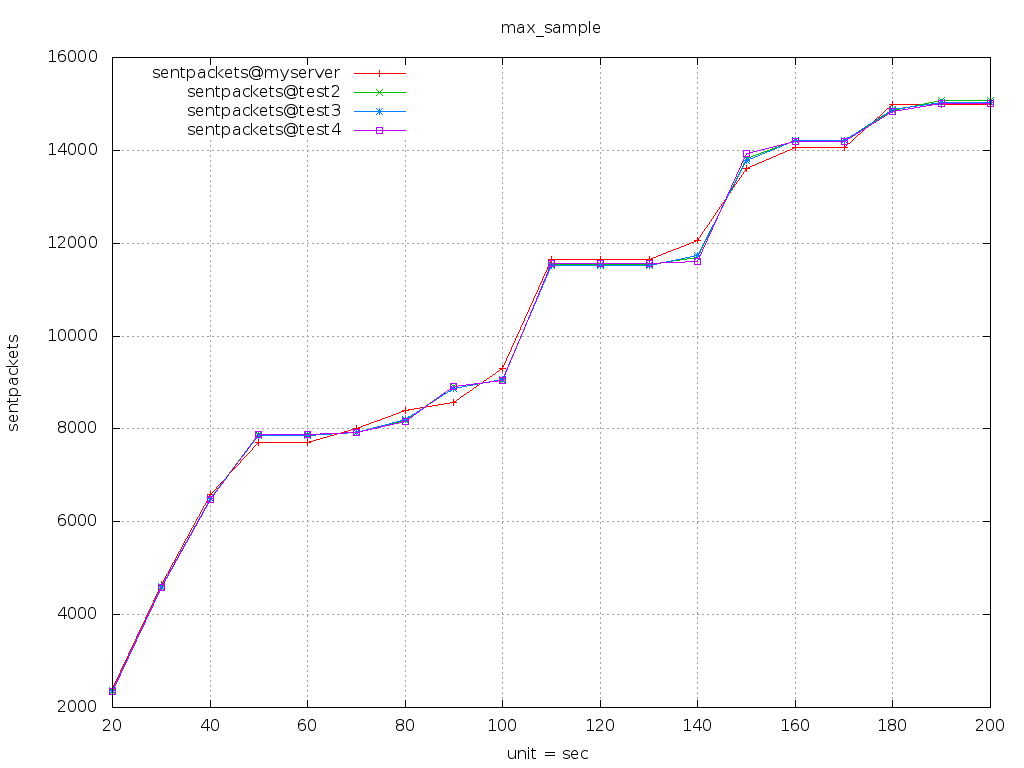 max_sample
sentpackets@myserver
sentpackets@test2
sentpackets@test3
sentpackets@test4
16000
14000
12000
10000
8000
6000
4000
2000
sentpackets
20 40 60 80 100 120 140 160 180 200
unit = sec